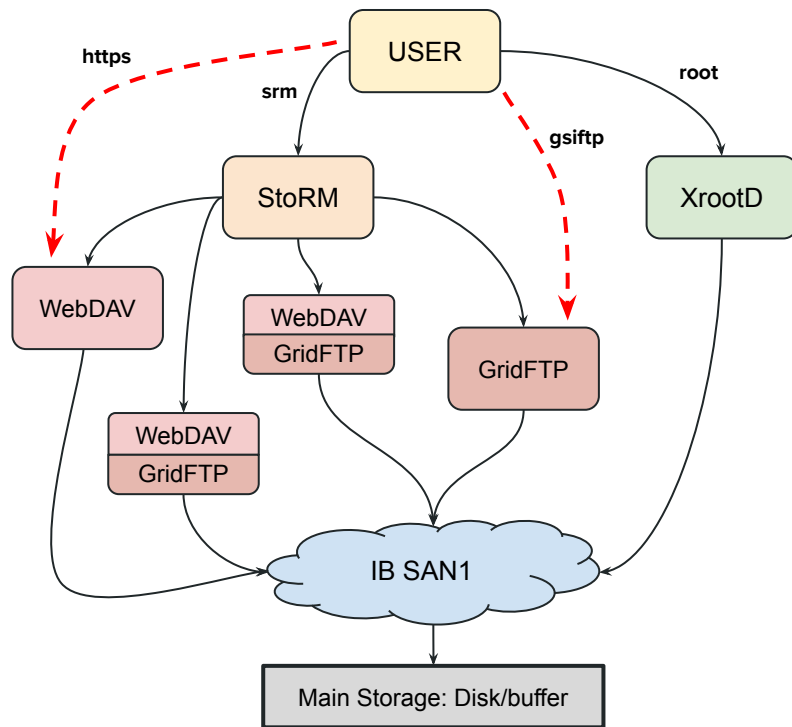 USER
https
srm
root
gsiftp
StoRM
XrootD
WebDAV
WebDAV
GridFTP
GridFTP
WebDAV
GridFTP
IB SAN1
Main Storage: Disk/buffer